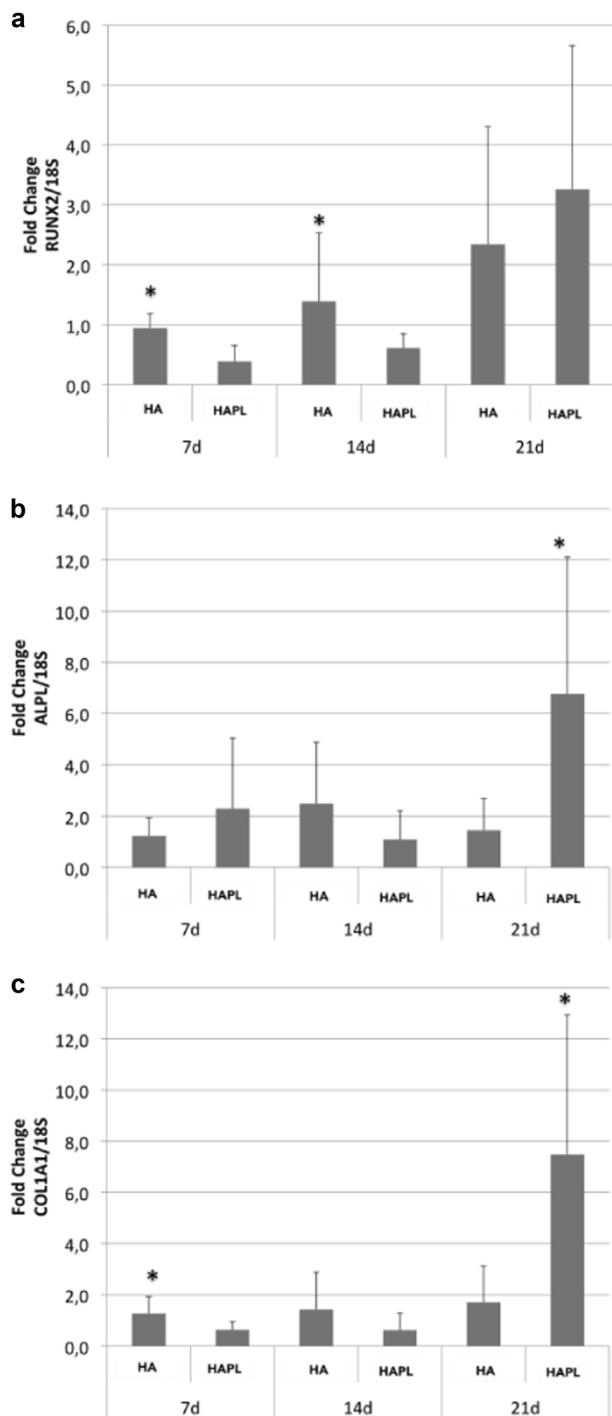 a
6,0
5,0
4,0
3,0
2,0
1,0
0,0
Fold Change
RUNX2/18S
*
*
HA HAPL HA HAPL HA HAPL
7d 14d 21d
b
14,0
12,0
10,0
8,0
6,0
4,0
2,0
0,0
Fold Change
ALPL/18S
*
HA HAPL HA HAPL HA HAPL
7d 14d 21d
c
14,0
12,0
10,0
8,0
6,0
4,0
2,0
0,0
Fold Change
COL1A1/18S
*
*
HA HAPL HA HAPL HA HAPL
7d 14d 21d